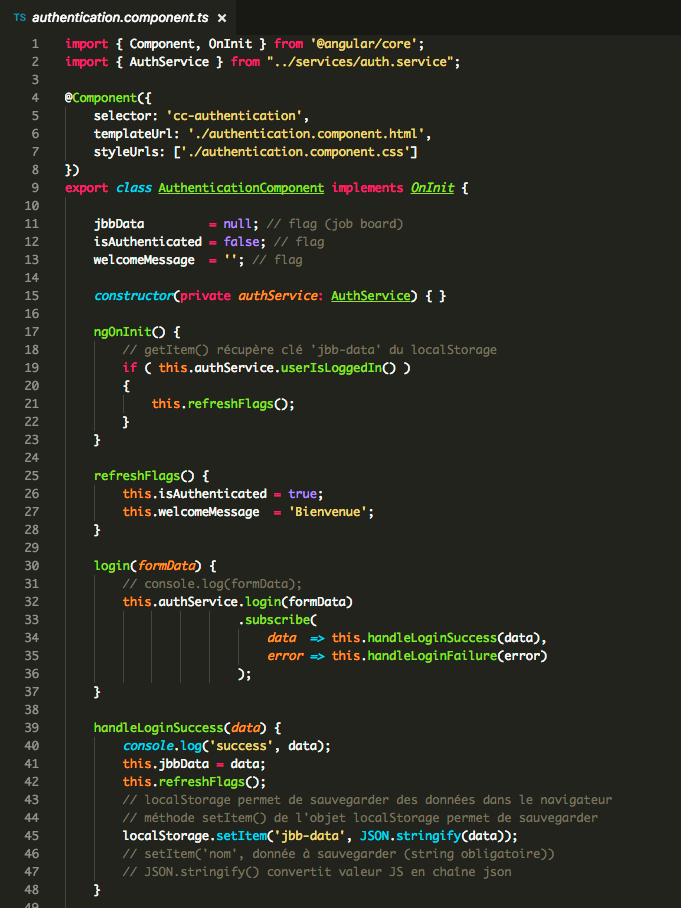 TS authentication.component.ts ×
1 import { Component, OnInit } from '@angular/core';
2 import { AuthService } from "../services/auth.service";
3
4 @Component({
5     selector: 'cc-authentication',
6     templateUrl: './authentication.component.html',
7     styleUrls: ['./authentication.component.css']
8 })
9 export class AuthenticationComponent implements OnInit {
10
11     jbbData         = null; // flag (job board)
12     isAuthenticated = false; // flag
13     welcomeMessage  = ''; // flag
14
15     constructor(private authService: AuthService) { }
16
17     ngOnInit() {
18         // getItem() récupère clé 'jbb-data' du localStorage
19         if ( this.authService.userIsLoggedIn() )
20         {
21             this.refreshFlags();
22         }
23     }
24
25     refreshFlags() {
26         this.isAuthenticated = true;
27         this.welcomeMessage  = 'Bienvenue';
28     }
29
30     login(formData) {
31         // console.log(formData);
32         this.authService.login(formData)
33                         .subscribe(
34                             data  => this.handleLoginSuccess(data),
35                             error => this.handleLoginFailure(error)
36                         );
37     }
38
39     handleLoginSuccess(data) {
40         console.log('success', data);
41         this.jbbData = data;
42         this.refreshFlags();
43         // localStorage permet de sauvegarder des données dans le navigateur
44         // méthode setItem() de l'objet localStorage permet de sauvegarder
45         localStorage.setItem('jbb-data', JSON.stringify(data));
46         // setItem('nom', donnée à sauvegarder (string obligatoire))
47         // JSON.stringify() convertit valeur JS en chaîne json
48     }
49